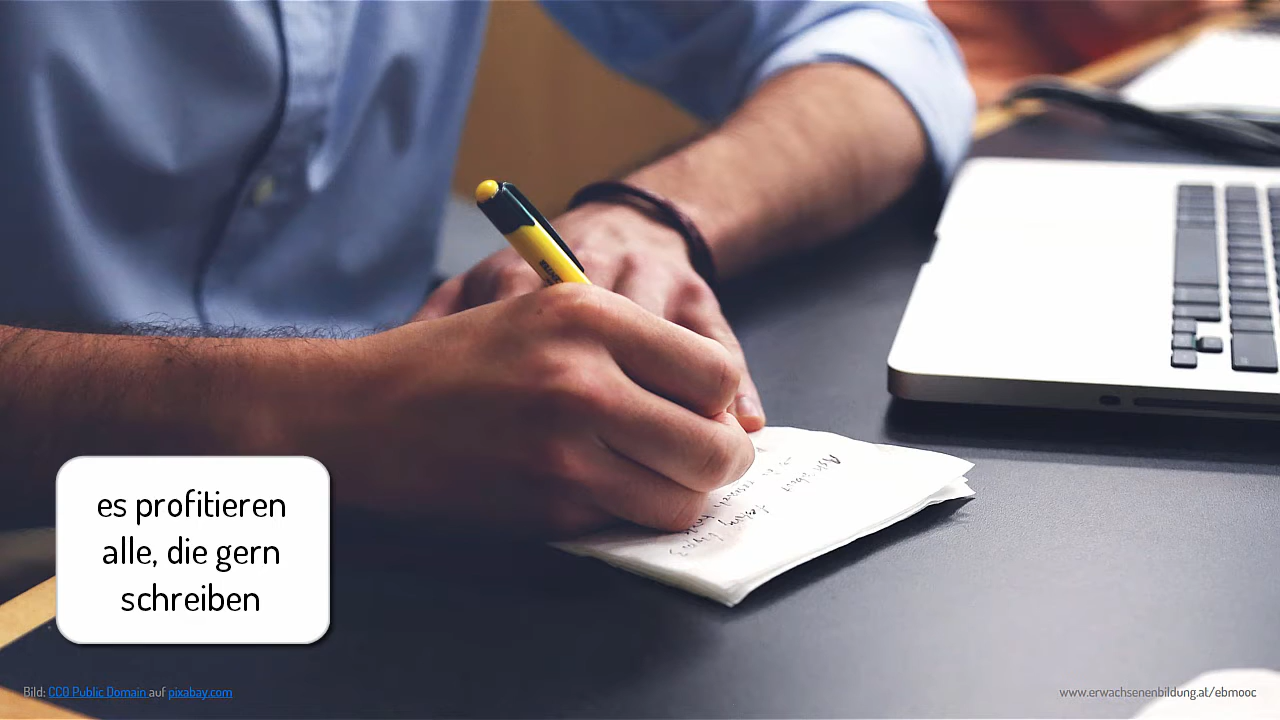 es profitieren
alle, die gern
schreiben
Bild: CC0 Public Domain auf pixabay.com
www.erwachsenenbildung.at/ebmooc